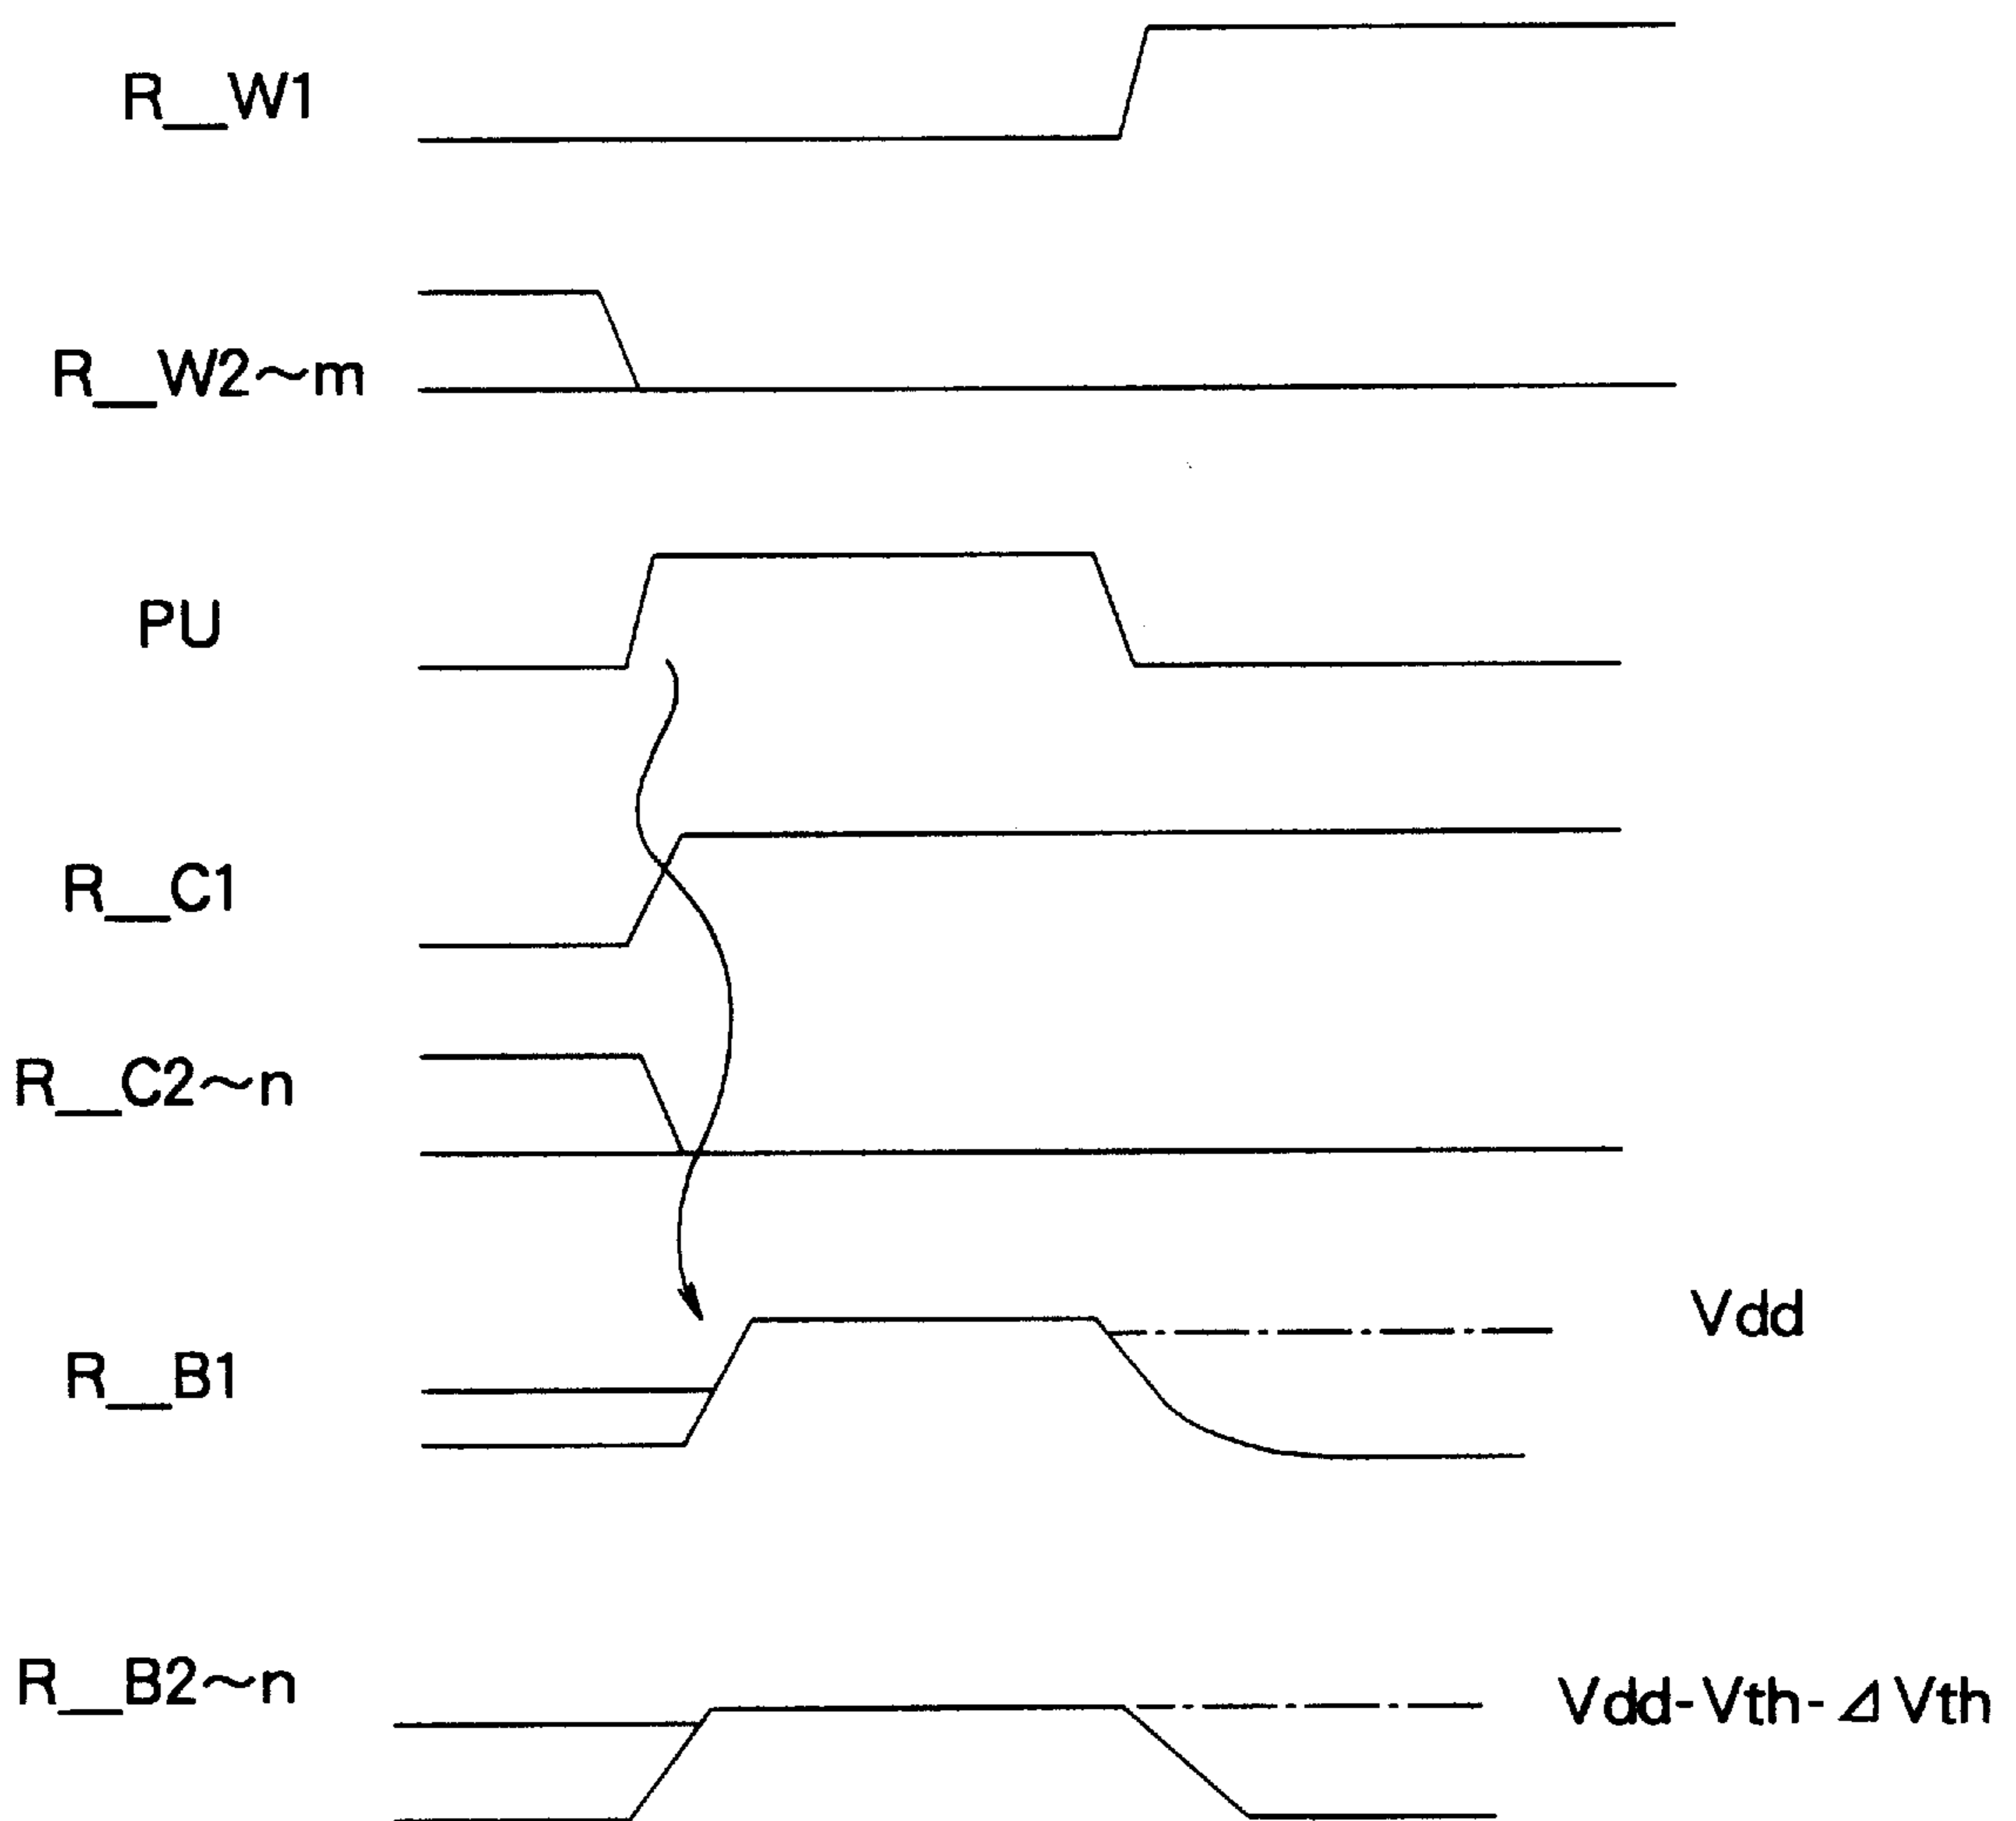 R__W1
R__W2～m
PU
R__C1
R__C2～n
Vdd
R__B1
R__B2～n
Vdd-Vth-⊿Vth